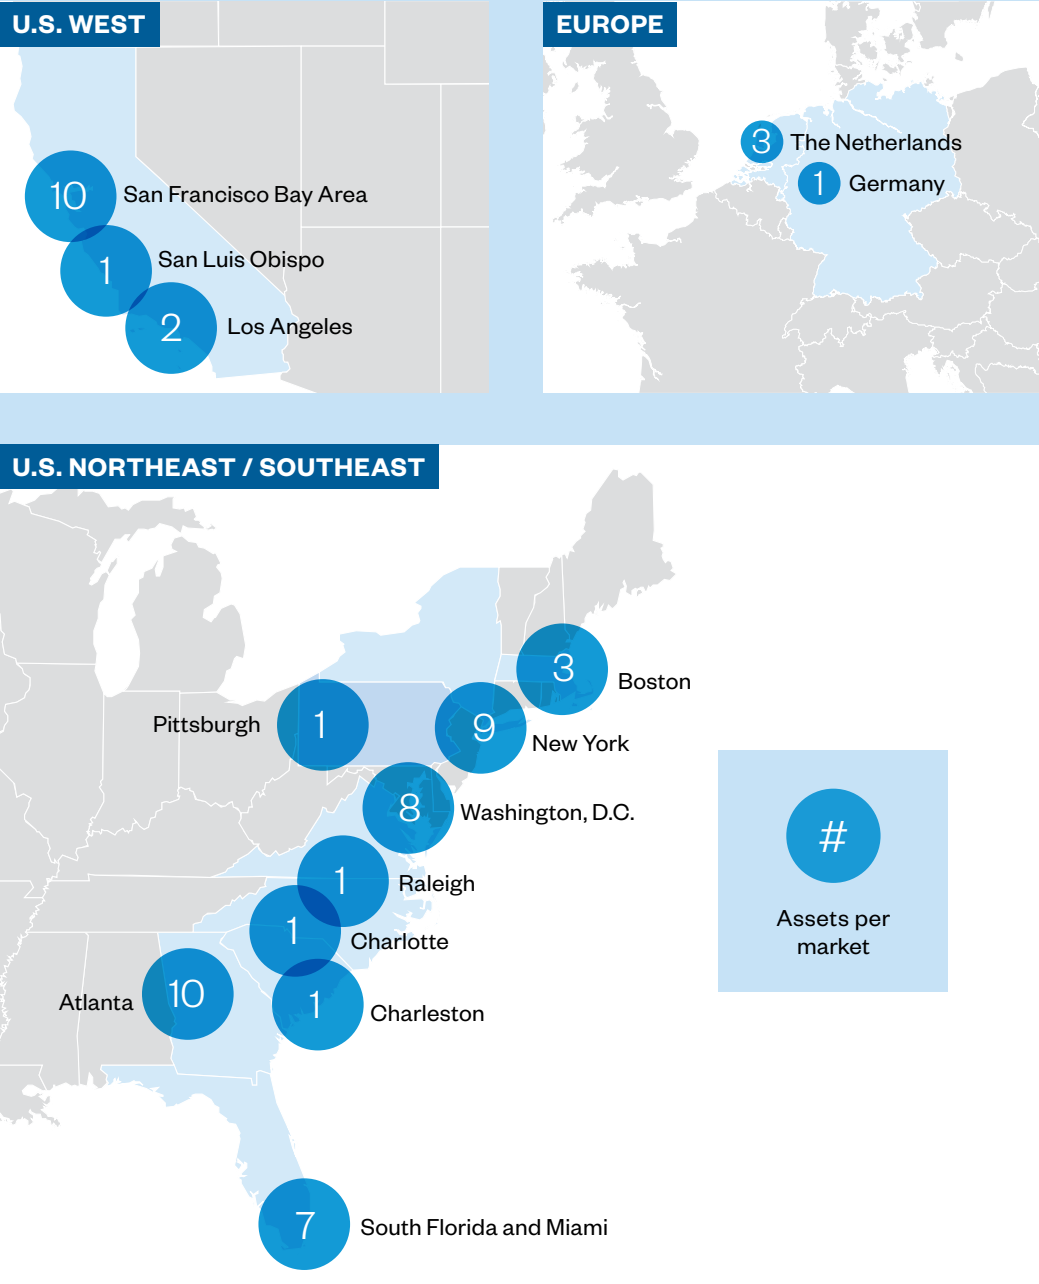 U.S. WEST
10
San Francisco Bay Area
1
San Luis Obispo
2
Los Angeles
EUROPE
3
The Netherlands
1
Germany
U.S. NORTHEAST / SOUTHEAST
3
Boston
Pittsburgh
1
9
New York
8
Washington, D.C.
1
Raleigh
1
Charlotte
Atlanta
10
1
Charleston
7
South Florida and Miami
#
Assets per
market